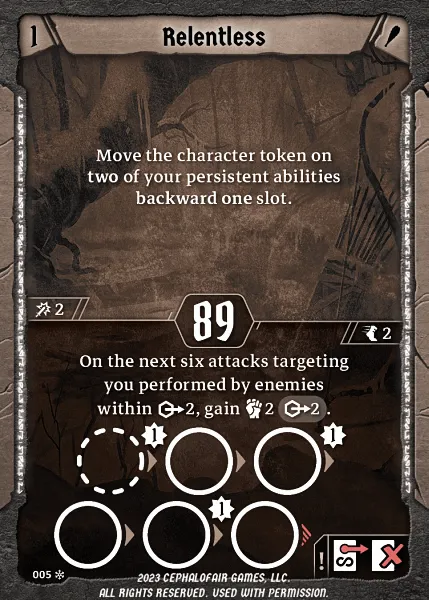 1 Relentless
Move the character token on
two of your persistent abilities
backward one slot.
2
89
2
On the next six attacks targeting
you performed by enemies
within 2, gain 2 2 .
1 1
1
005
2023 CEPHALOFAIR GAMES, LLC.
ALL RIGHTS RESERVED. USED WITH PERMISSION.